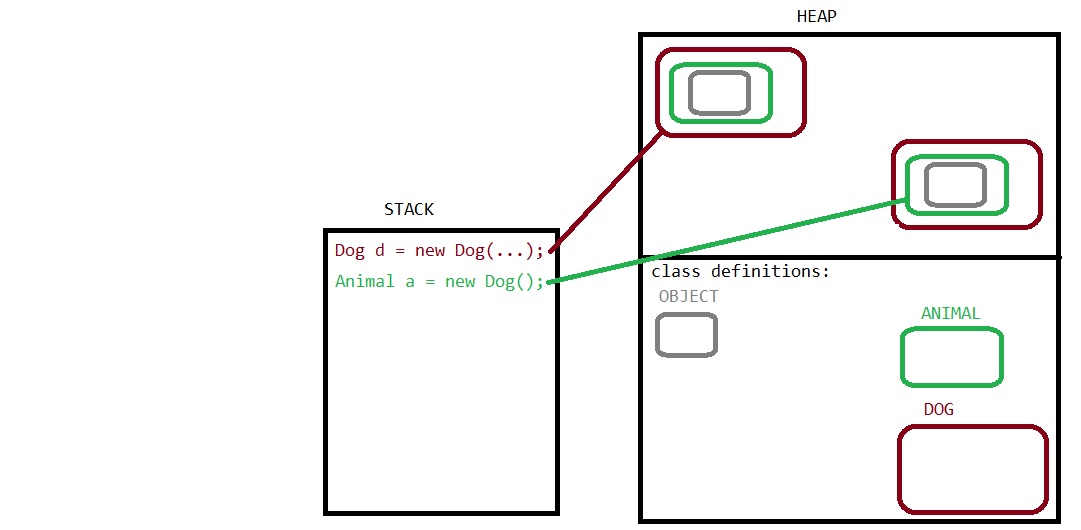 HEAP
STACK
Dog d = new Dog(...);
Animal a = new Dog();
class definitions:
OBJECT
ANIMAL
DOG